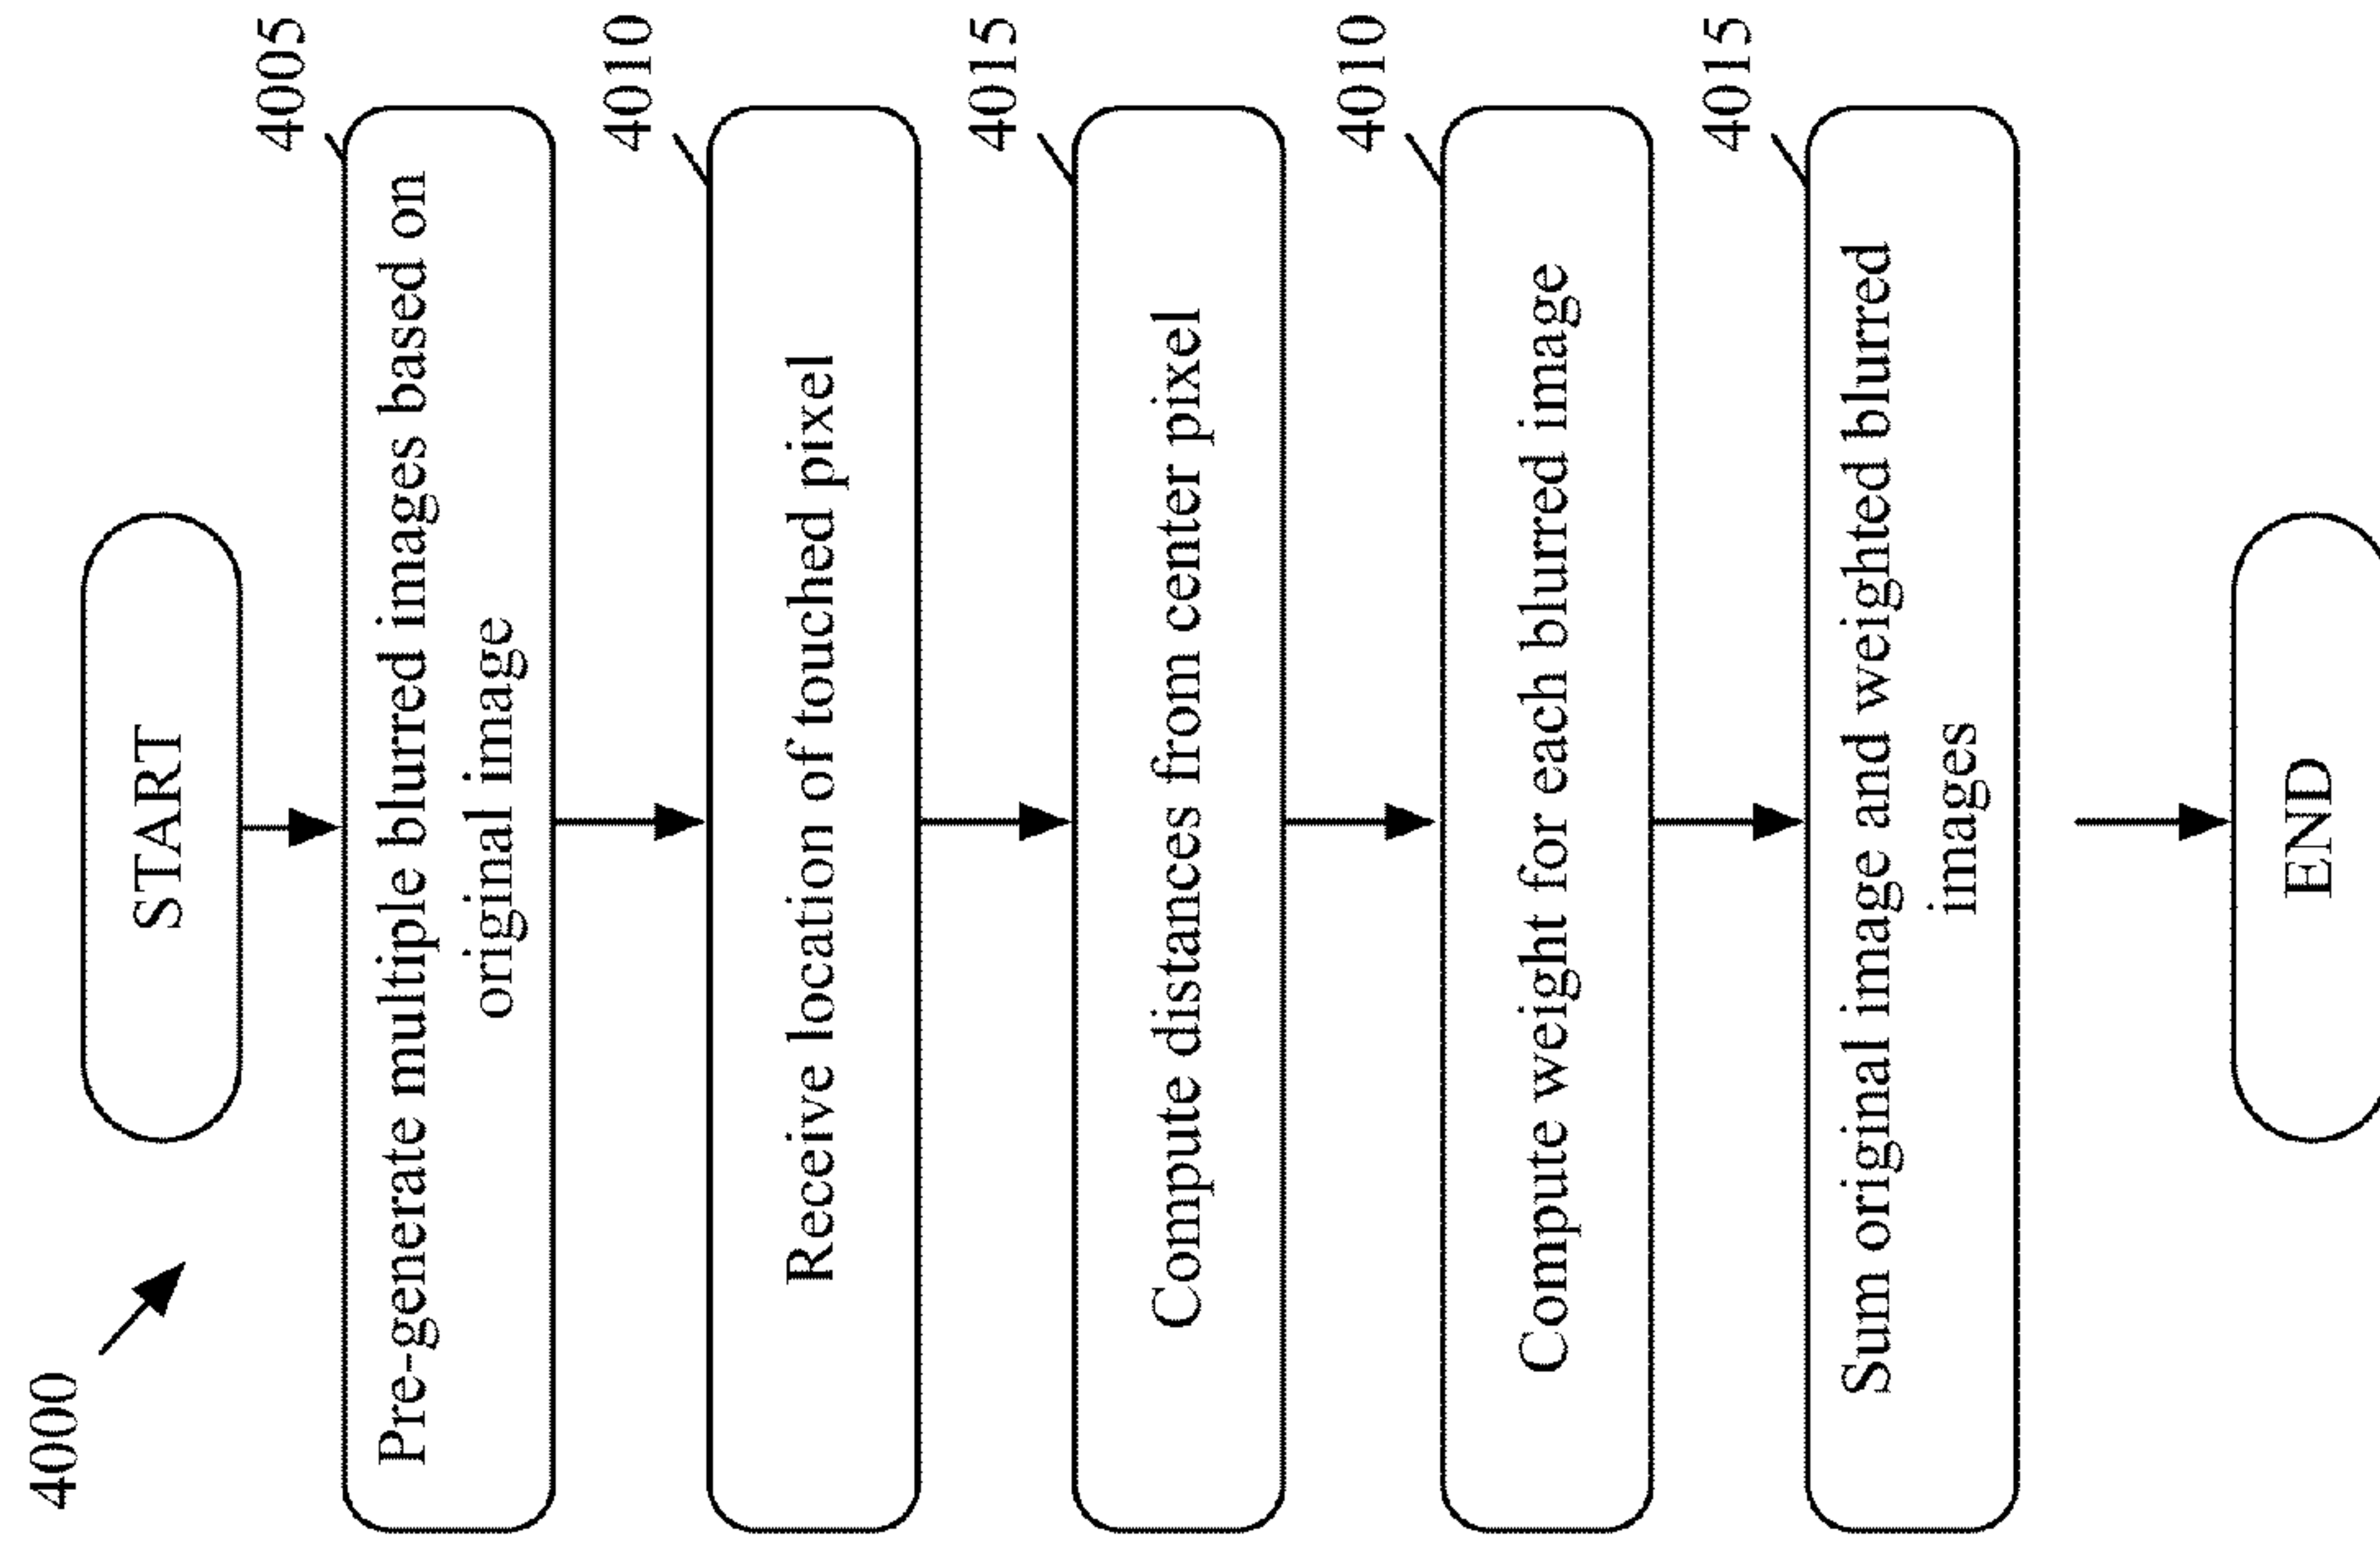 4000
START
4005
Pre-generate multiple blurred images based on
original image
4010
Receive location of touched pixel
4015
Compute distances from center pixel
4010
Compute weight for each blurred image
4015
Sum original image and weighted blurred
images
END